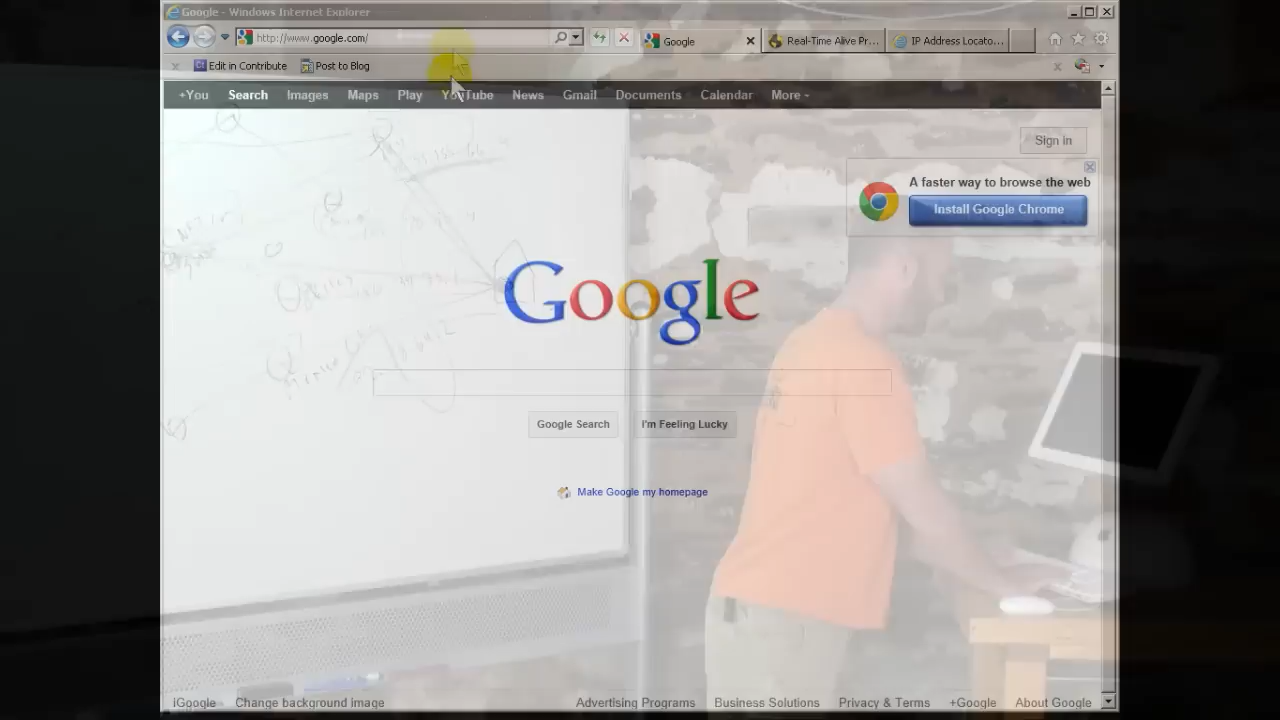 Google - Windows Internet Explorer
http://www.google.com/
Google
Real-Time Alive Pr...
IP Address Locato...
Edit in Contribute
Post to Blog
+You Search Images Maps Play YouTube News Gmail Documents Calendar More
Sign in
A faster way to browse the web
Install Google Chrome
Google
Google Search
I'm Feeling Lucky
Make Google my homepage
iGoogle Change background image Advertising Programs Business Solutions Privacy & Terms +Google About Google